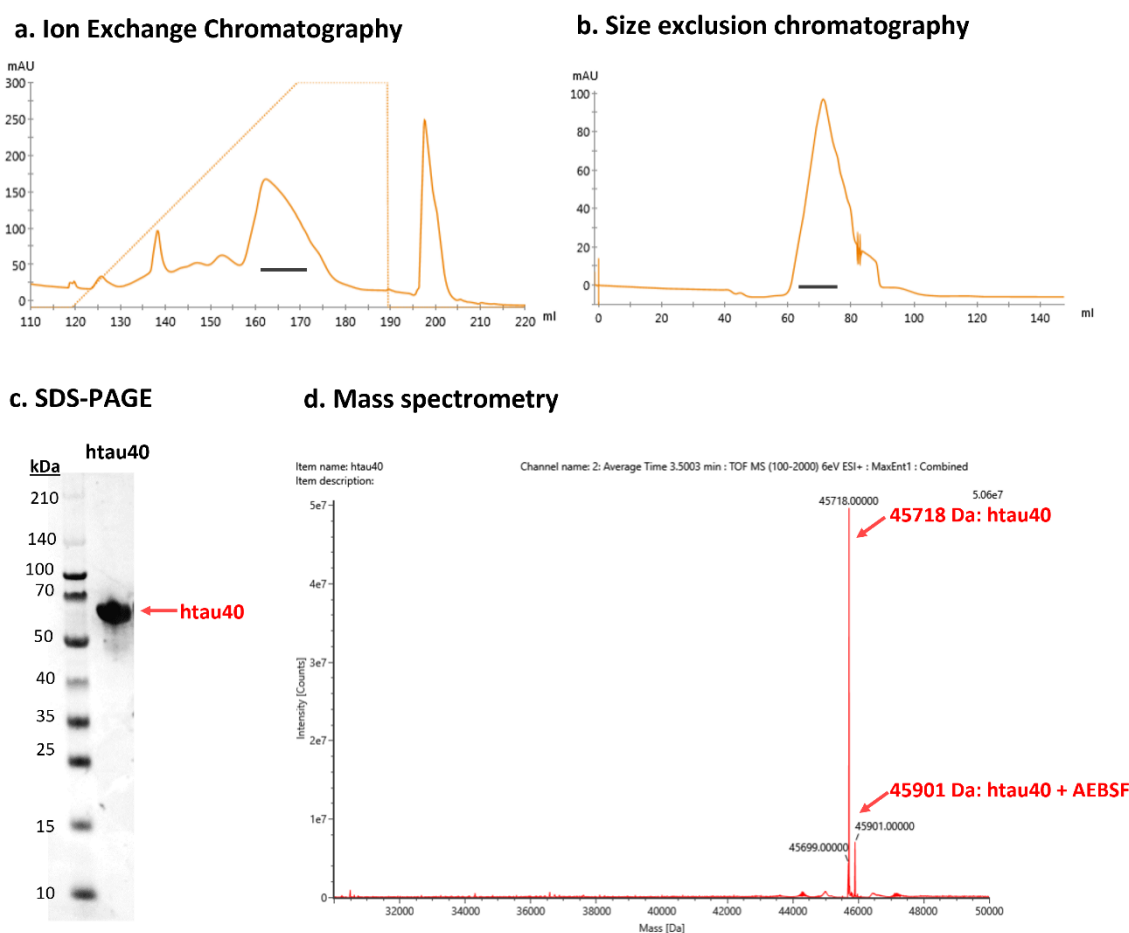 a. Ion Exchange Chromatography
mAU
300
250
200
150
100
50
0
110 120 130 140 150 160 170 180 190 200 210 220 ml
b. Size exclusion chromatography
mAU
100
80
60
40
20
0
0 20 40 60 80 100 120 140 ml
c. SDS-PAGE
htau40
kDa
210
140
100
70
htau40
50
40
35
25
15
10
d. Mass spectrometry
Item name: htau40 Channel name: 2: Average Time 3.5003 min : TOF MS (100-2000) 6eV ESI+ : MaxEnt1 : Combined
Item description:
5.06e7
45718.00000
45718 Da: htau40
5e7
4e7
3e7
2e7
1e7
0
Intensity [Counts]
45901 Da: htau40 + AEBSF
45901.00000
45699.00000
32000 34000 36000 38000 40000 42000 44000 46000 48000 50000
Mass [Da]